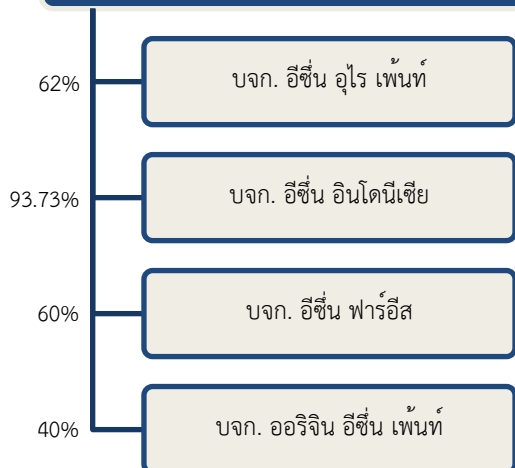 62% บจก. อีซึ่น อุไร เพ้นท์
93.73% บจก. อีซึ่น อินโดนีเซีย
60% บจก. อีซึ่น ฟาร์อีส
40% บจก. ออริจิน อีซึ่น เพ้นท์